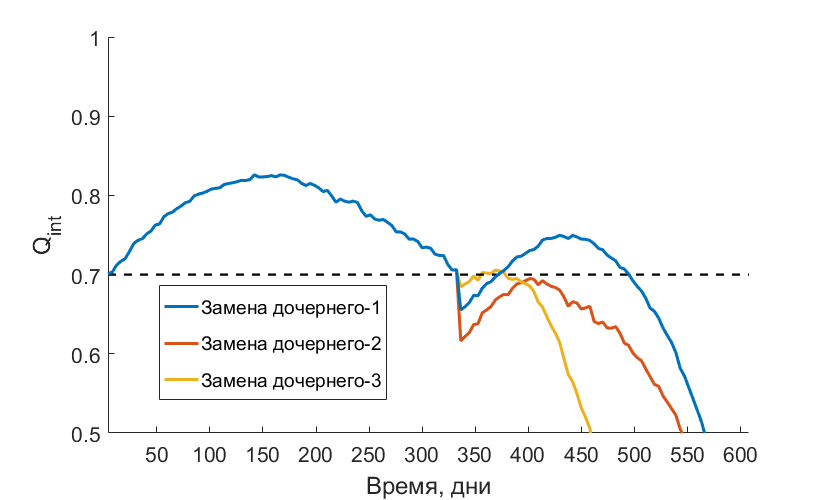 1
0.9
0.8
Q_int
0.7
0.6
0.5
Замена дочернего-1
Замена дочернего-2
Замена дочернего-3
50 100 150 200 250 300 350 400 450 500 550 600
Время, дни